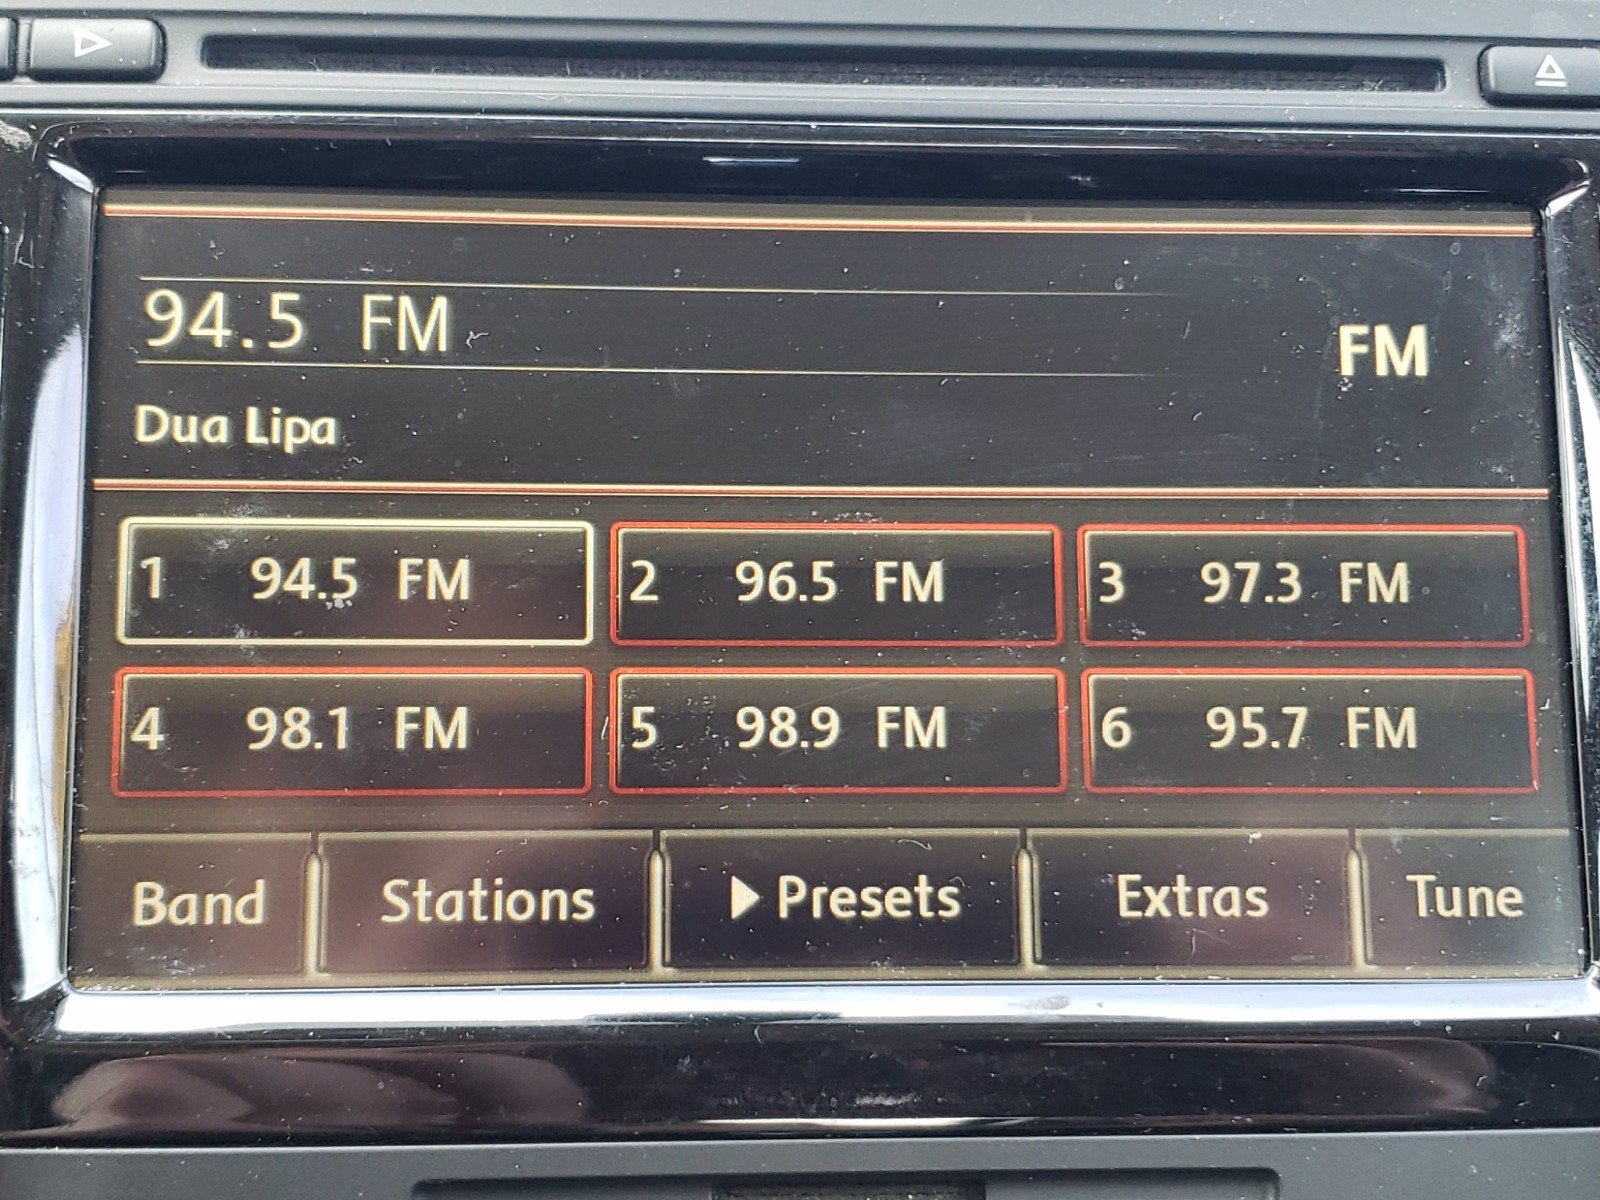 94.5 FM
FM
Dua Lipa
1 94.5 FM
2 96.5 FM
3 97.3 FM
4 98.1 FM
5 98.9 FM
6 95.7 FM
Band Stations Presets Extras Tune